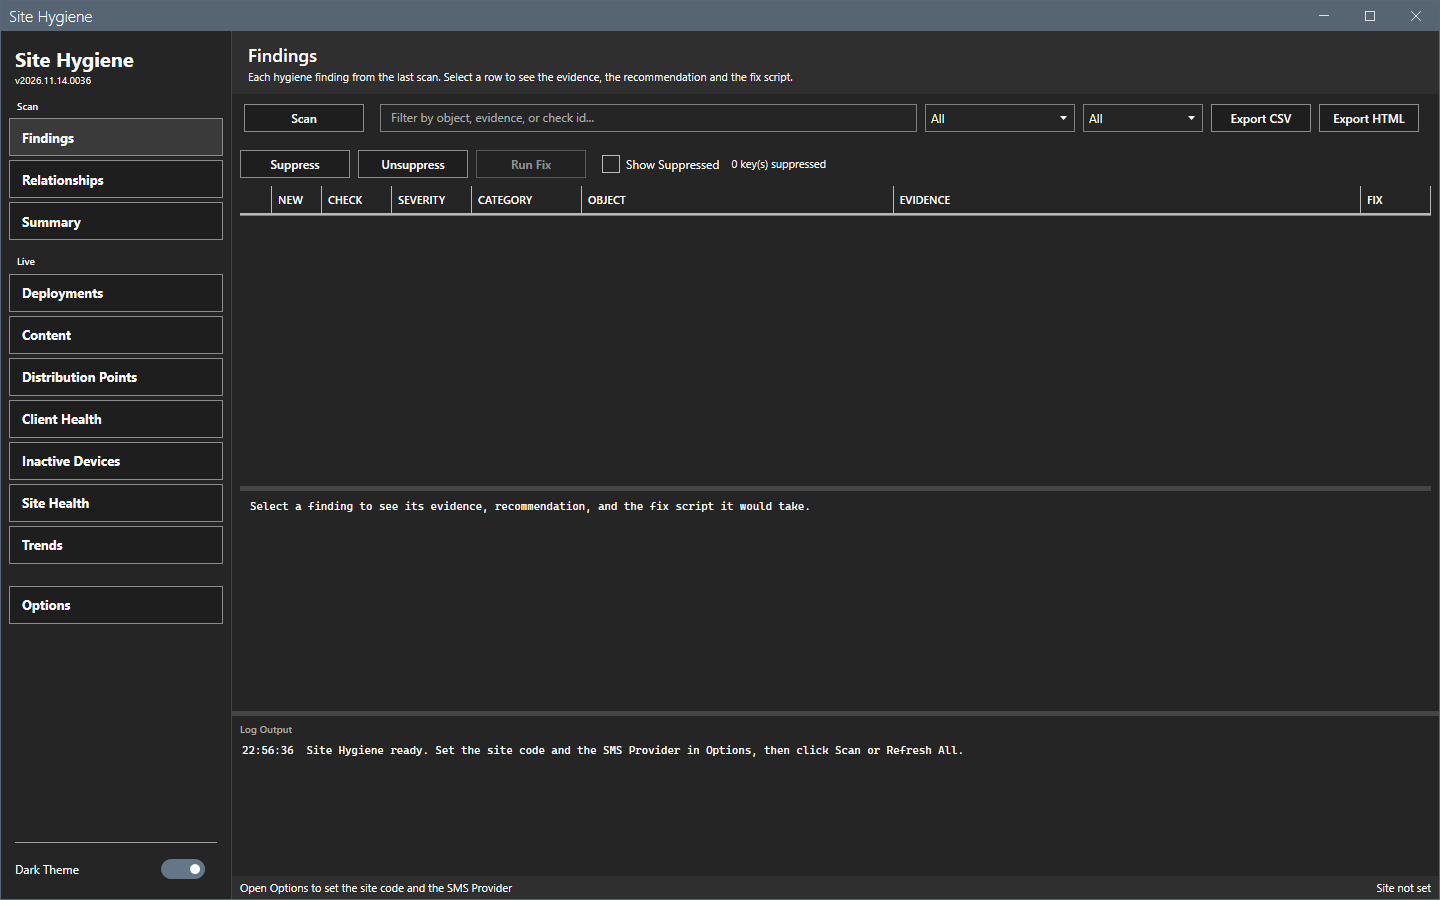 Site Hygiene
Site Hygiene
v2026.11.14.0036
Scan
Findings
Relationships
Summary
Live
Deployments
Content
Distribution Points
Client Health
Inactive Devices
Site Health
Trends
Options
Dark Theme
Findings
Each hygiene finding from the last scan. Select a row to see the evidence, the recommendation and the fix script.
Scan Filter by object, evidence, or check id... All All Export CSV Export HTML
Suppress Unsuppress Run Fix Show Suppressed 0 key(s) suppressed
NEW CHECK SEVERITY CATEGORY OBJECT EVIDENCE FIX
Select a finding to see its evidence, recommendation, and the fix script it would take.
Log Output
22:56:36 Site Hygiene ready. Set the site code and the SMS Provider in Options, then click Scan or Refresh All.
Open Options to set the site code and the SMS Provider Site not set